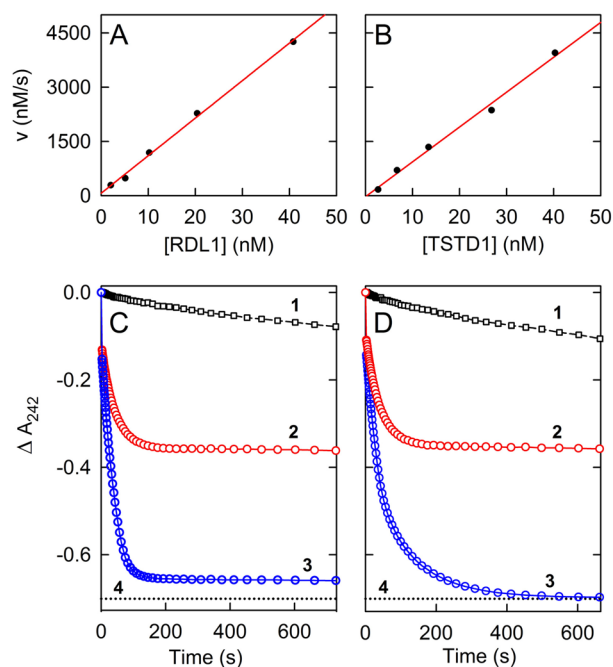 A
B
v (nM/s)
4500
3000
1500
0
0 10 20 30 40 50
0 10 20 30 40 50
[RDL1] (nM)
[TSTD1] (nM)
C
D
Δ A242
0.0
-0.2
-0.4
-0.6
1
2
3
4
1
2
3
4
0 200 400 600
0 200 400 600
Time (s)
Time (s)